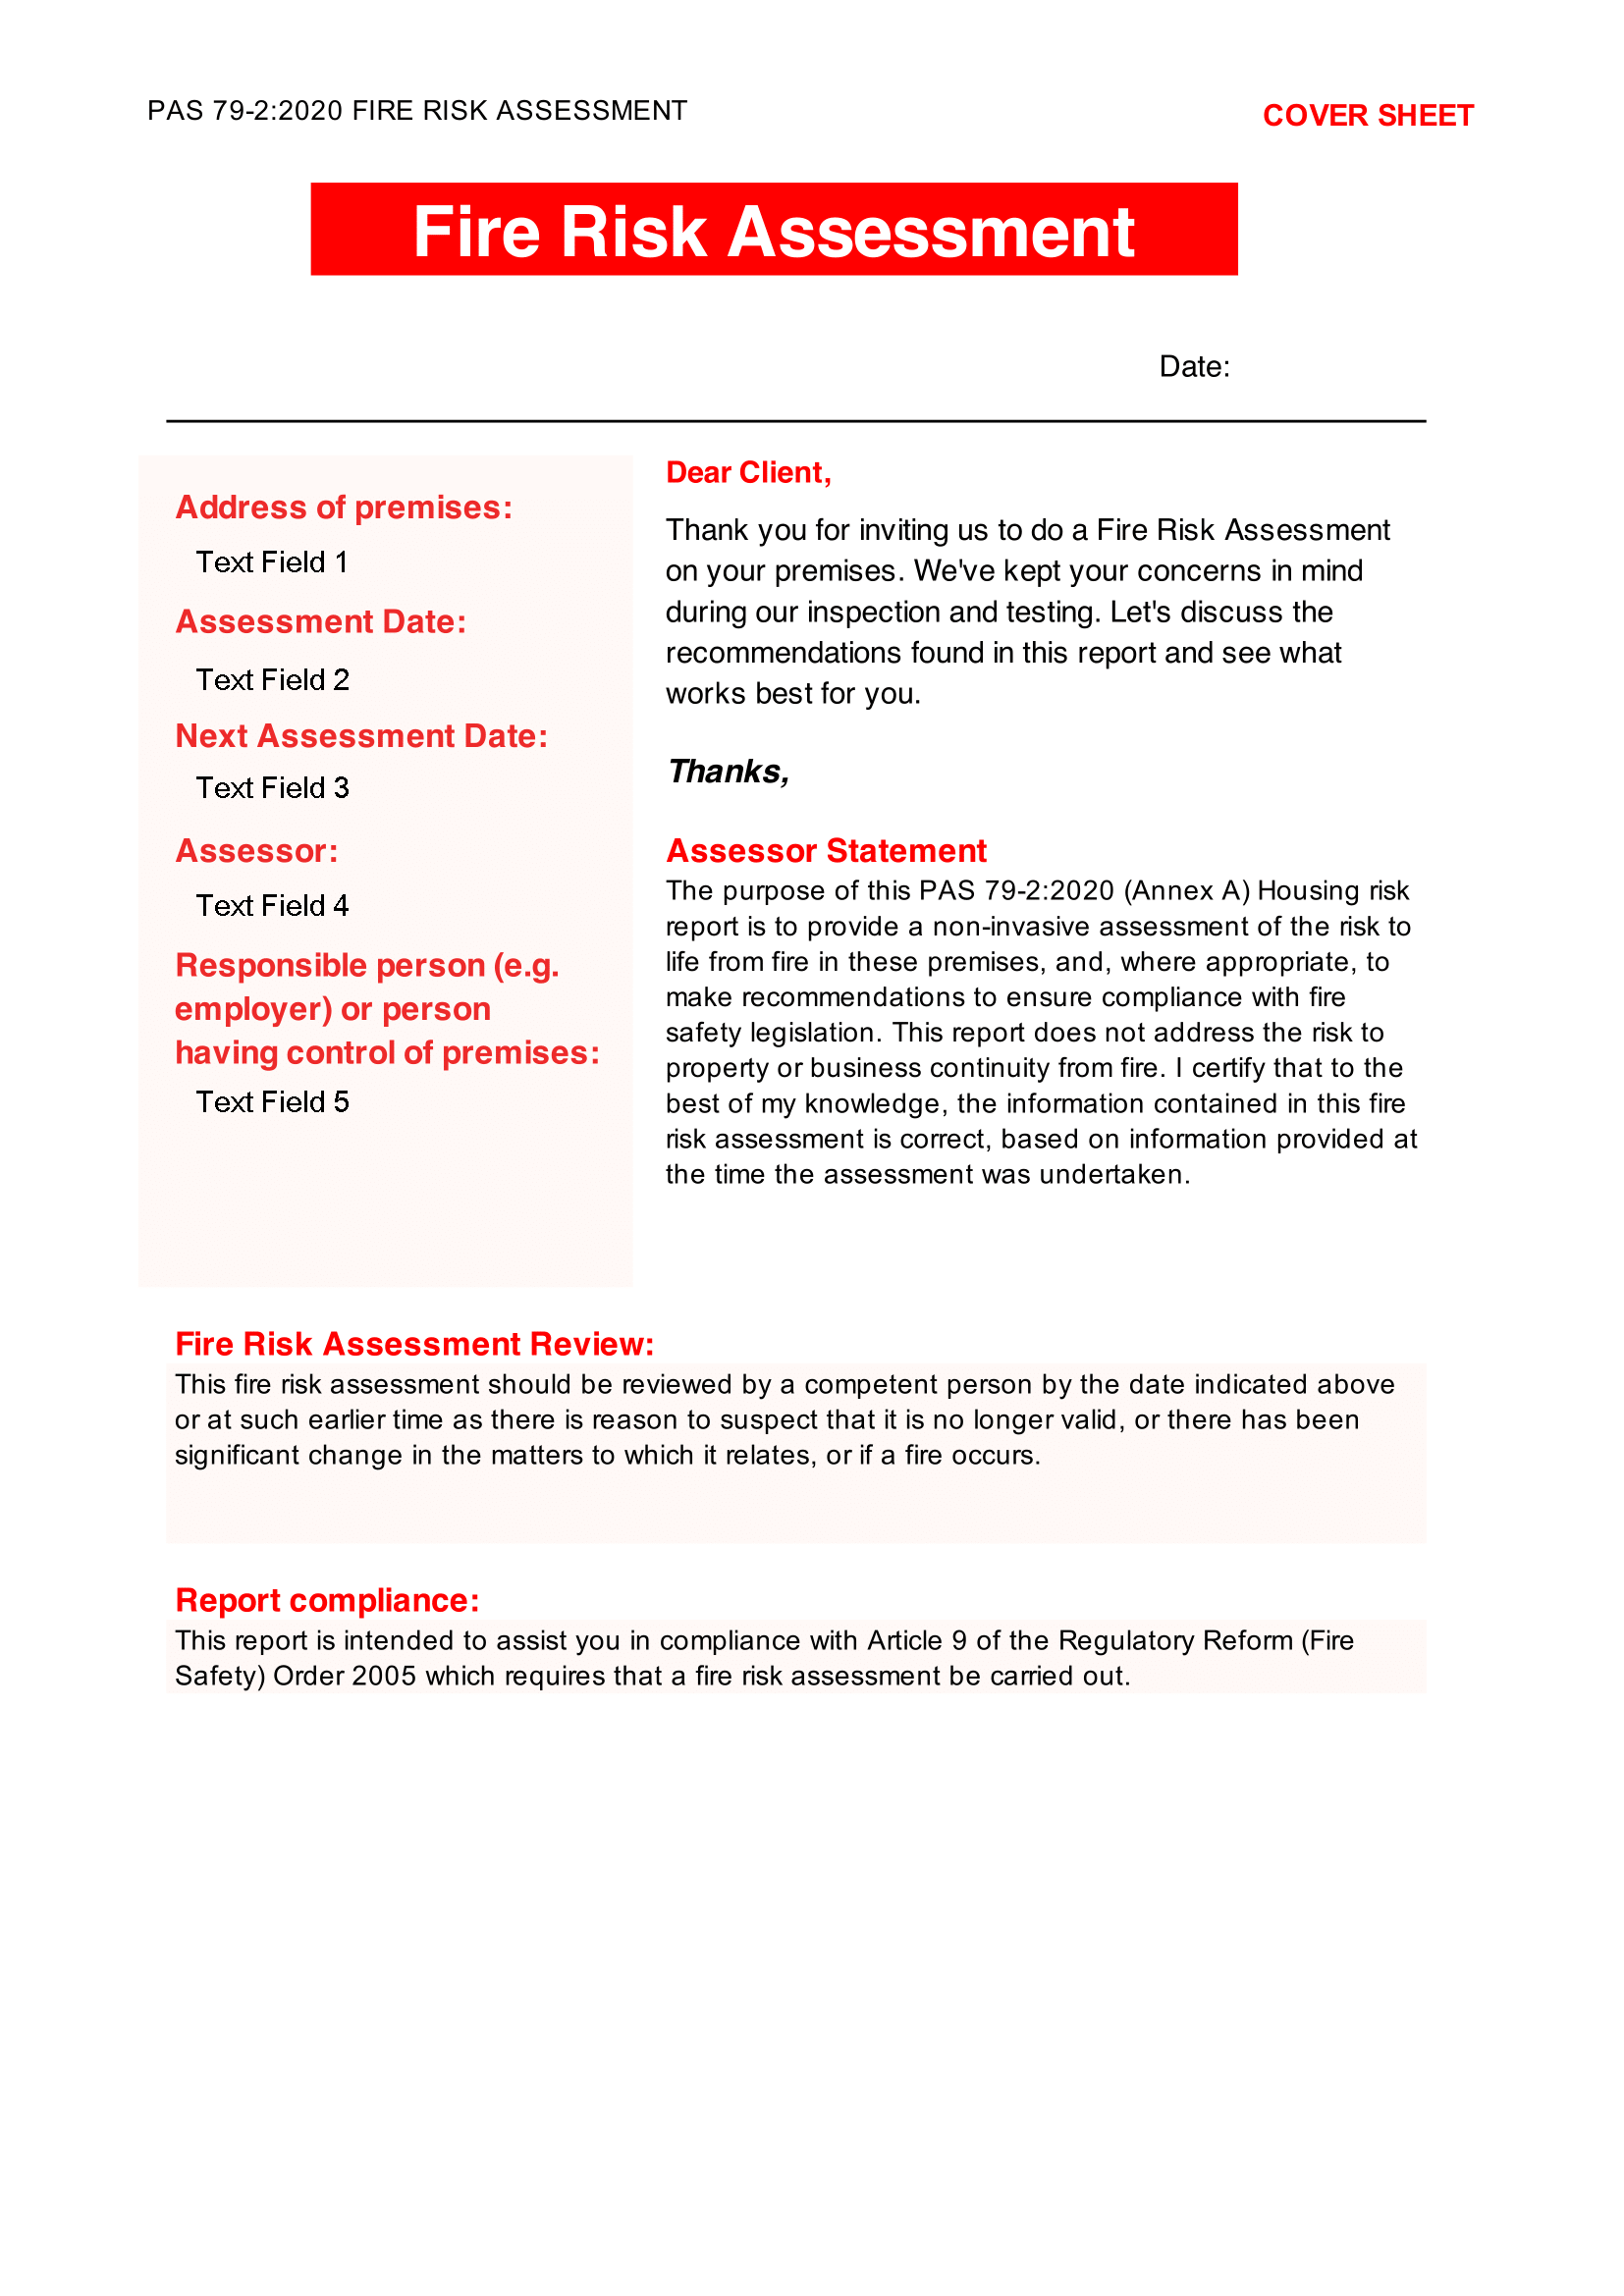 PAS 79-2:2020 FIRE RISK ASSESSMENT
COVER SHEET
Fire Risk Assessment
Date:
Address of premises:
Text Field 1
Assessment Date:
Text Field 2
Next Assessment Date:
Text Field 3
Assessor:
Text Field 4
Responsible person (e.g.
employer) or person
having control of premises:
Text Field 5
Dear Client,
Thank you for inviting us to do a Fire Risk Assessment
on your premises. We've kept your concerns in mind
during our inspection and testing. Let's discuss the
recommendations found in this report and see what
works best for you.
Thanks,
Assessor Statement
The purpose of this PAS 79-2:2020 (Annex A) Housing risk
report is to provide a non-invasive assessment of the risk to
life from fire in these premises, and, where appropriate, to
make recommendations to ensure compliance with fire
safety legislation. This report does not address the risk to
property or business continuity from fire. I certify that to the
best of my knowledge, the information contained in this fire
risk assessment is correct, based on information provided at
the time the assessment was undertaken.
Fire Risk Assessment Review:
This fire risk assessment should be reviewed by a competent person by the date indicated above
or at such earlier time as there is reason to suspect that it is no longer valid, or there has been
significant change in the matters to which it relates, or if a fire occurs.
Report compliance:
This report is intended to assist you in compliance with Article 9 of the Regulatory Reform (Fire
Safety) Order 2005 which requires that a fire risk assessment be carried out.